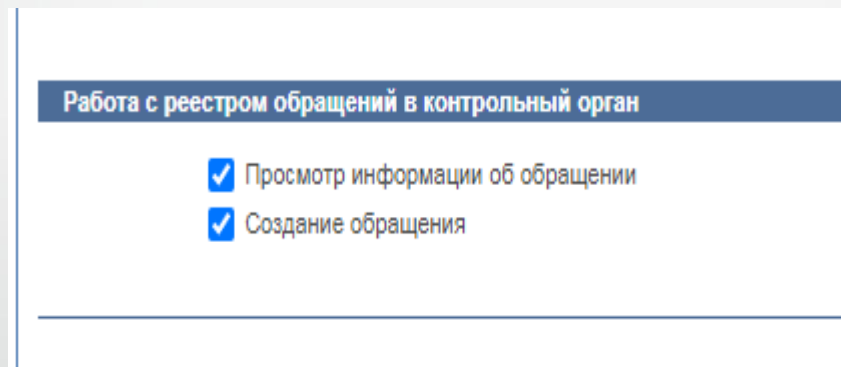 Работа с реестром обращений в контрольный орган
Просмотр информации об обращении
Создание обращения